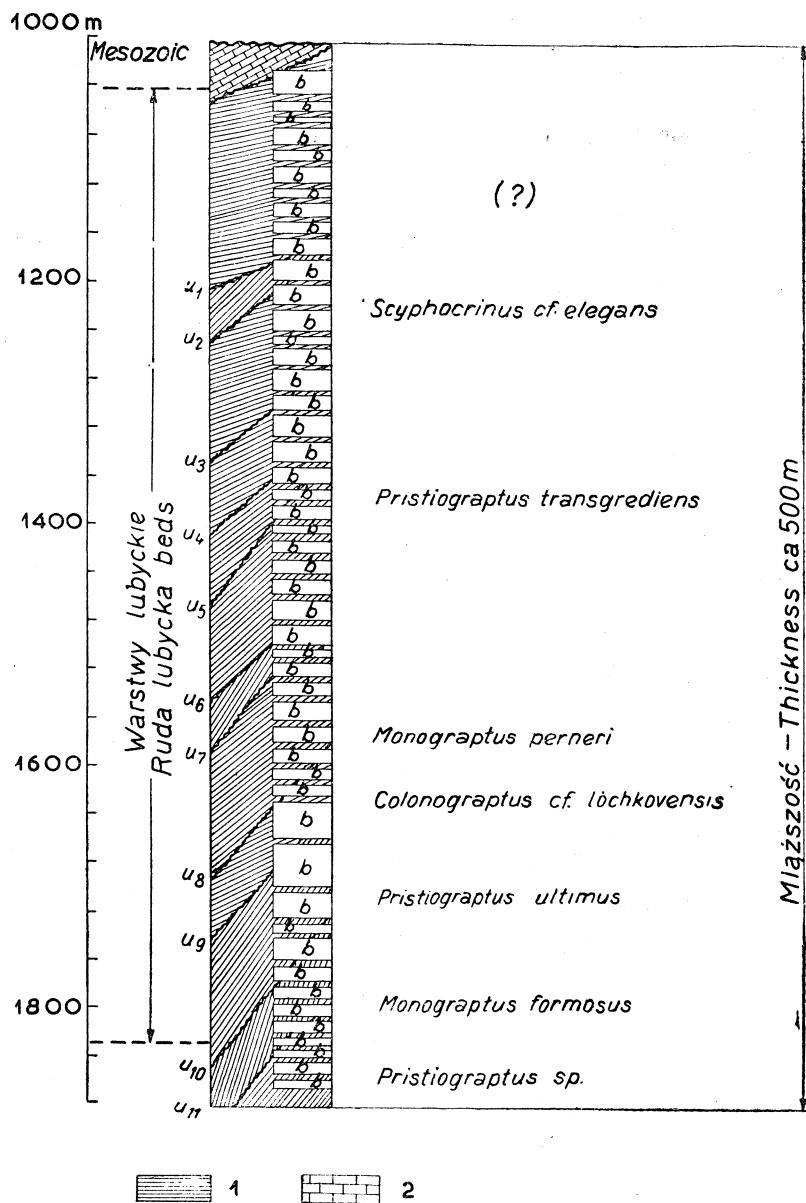 1000 m
Mesozoic
b
b
b
b
b
b
b
b
b
b
(?)
1200
b
u1
b
Scyphocrinus cf. elegans
b
u2
b
b
b
b
b
b
u3
b
b
Pristiograptus transgrediens
b
1400
b
u4
b
b
b
b
u5
b
b
u6
b
b
b
b
Monograptus perneri
b
u7
b
1600
b
Colonograptus cf. lochkovensis
b
b
u8
b
Pristiograptus ultimus
b
b
u9
b
b
b
Monograptus formosus
1800
b
b
b
b
u10
b
Pristiograptus sp.
b
u11
Warstwy lubyckie
Ruda lubycka beds
Miąższość – Thickness ca 500m
1
2